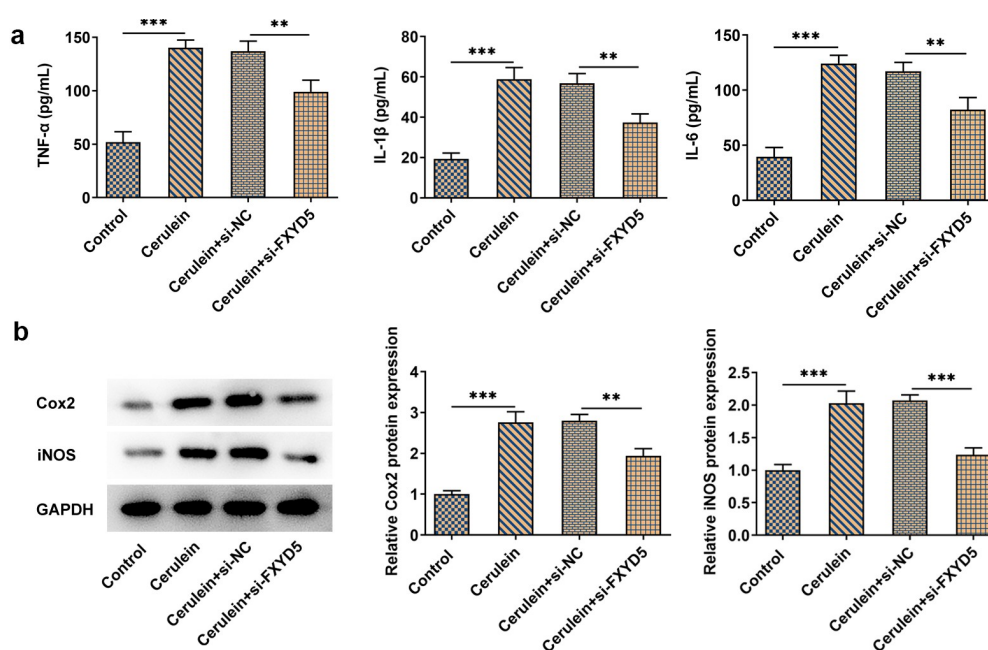 a
TNF-α (pg/mL)
150
100
50
0
***
**
Control
Cerulein
Cerulein+si-NC
Cerulein+si-FXYD5
IL-1β (pg/mL)
80
60
40
20
0
***
**
Control
Cerulein
Cerulein+si-NC
Cerulein+si-FXYD5
IL-6 (pg/mL)
150
100
50
0
***
**
Control
Cerulein
Cerulein+si-NC
Cerulein+si-FXYD5
b
Cox2
iNOS
GAPDH
Control
Cerulein
Cerulein+si-NC
Cerulein+si-FXYD5
Relative Cox2 protein expression
4
3
2
1
0
***
**
Control
Cerulein
Cerulein+si-NC
Cerulein+si-FXYD5
Relative iNOS protein expression
2.5
2.0
1.5
1.0
0.5
0.0
***
***
Control
Cerulein
Cerulein+si-NC
Cerulein+si-FXYD5